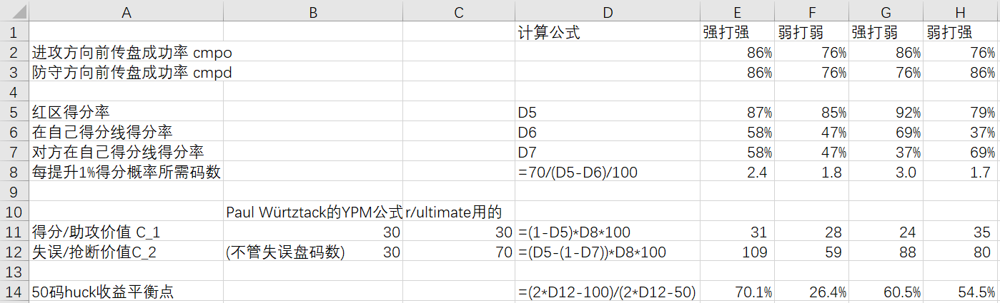 A B C D E F G H
1 计算公式 强打强 弱打弱 强打弱 弱打强
2 进攻方向前传盘成功率 cmpo 86% 76% 86% 76%
3 防守方向前传盘成功率 cmpd 86% 76% 76% 86%
4
5 红区得分率 D5 87% 85% 92% 79%
6 在自己得分线得分率 D6 58% 47% 69% 37%
7 对方在自己得分线得分率 D7 58% 47% 37% 69%
8 每提升1%得分概率所需码数 =70/(D5-D6)/100 2.4 1.8 3.0 1.7
9
10 Paul Würtztack的YPM公式 r/ultimate用的
11 得分/助攻价值 C_1 30 30 =(1-D5)*D8*100 31 28 24 35
12 失误/抢断价值C_2 (不管失误盘码数) 30 70 =(D5-(1-D7))*D8*100 109 59 88 80
13
14 50码huck收益平衡点 =(2*D12-100)/(2*D12-50) 70.1% 26.4% 60.5% 54.5%